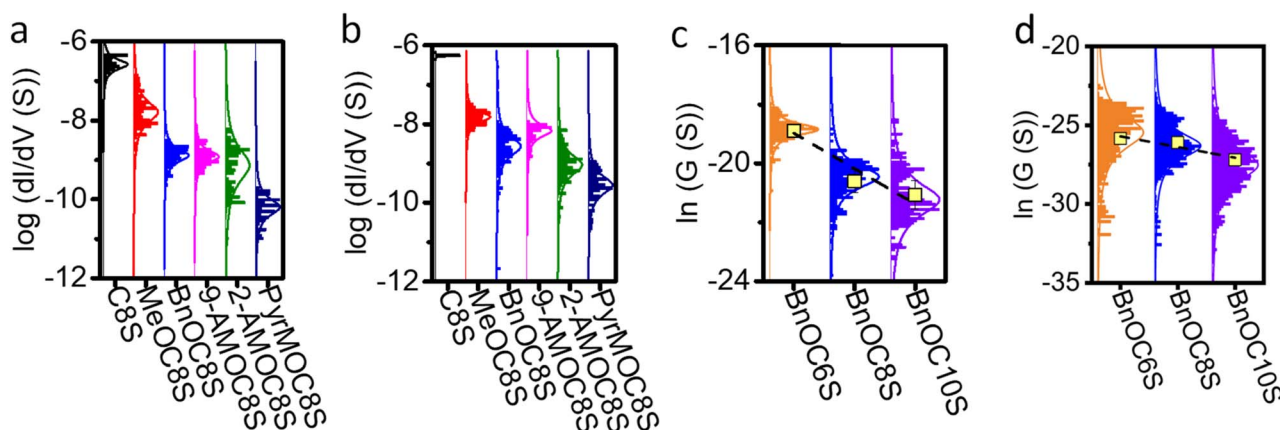 a
log (dI/dV (S))
-6
-8
-10
-12
C8S
MeOC8S
BnOC8S
9-AMOC8S
2-AMOC8S
PyrMOC8S
b
log (dI/dV (S))
-6
-8
-10
-12
C8S
MeOC8S
BnOC8S
9-AMOC8S
2-AMOC8S
PyrMOC8S
c
ln (G (S))
-16
-20
-24
BnOC6S
BnOC8S
BnOC10S
d
ln (G (S))
-20
-25
-30
-35
BnOC6S
BnOC8S
BnOC10S